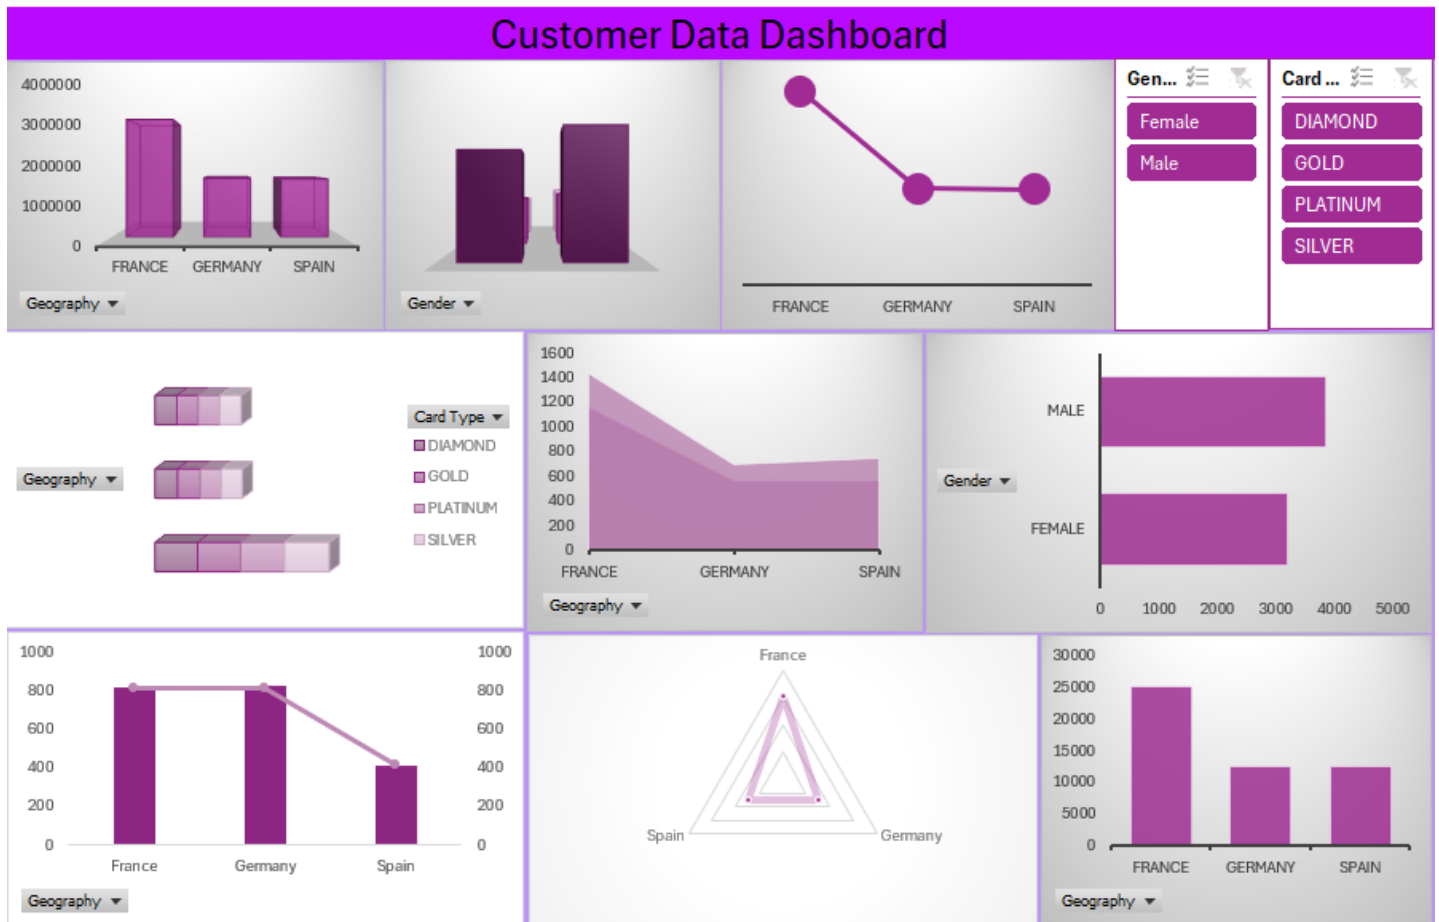 Customer Data Dashboard
4000000
3000000
2000000
1000000
0
FRANCE GERMANY SPAIN
Geography
Gender
FRANCE GERMANY SPAIN
Gen...
Female
Male
Card ...
DIAMOND
GOLD
PLATINUM
SILVER
Geography
Card Type
DIAMOND
GOLD
PLATINUM
SILVER
1600
1400
1200
1000
800
600
400
200
0
FRANCE GERMANY SPAIN
Geography
MALE
Gender
FEMALE
0 1000 2000 3000 4000 5000
1000 1000
800 800
600 600
400 400
200 200
0 0
France Germany Spain
Geography
France
Spain Germany
30000
25000
20000
15000
10000
5000
0
FRANCE GERMANY SPAIN
Geography